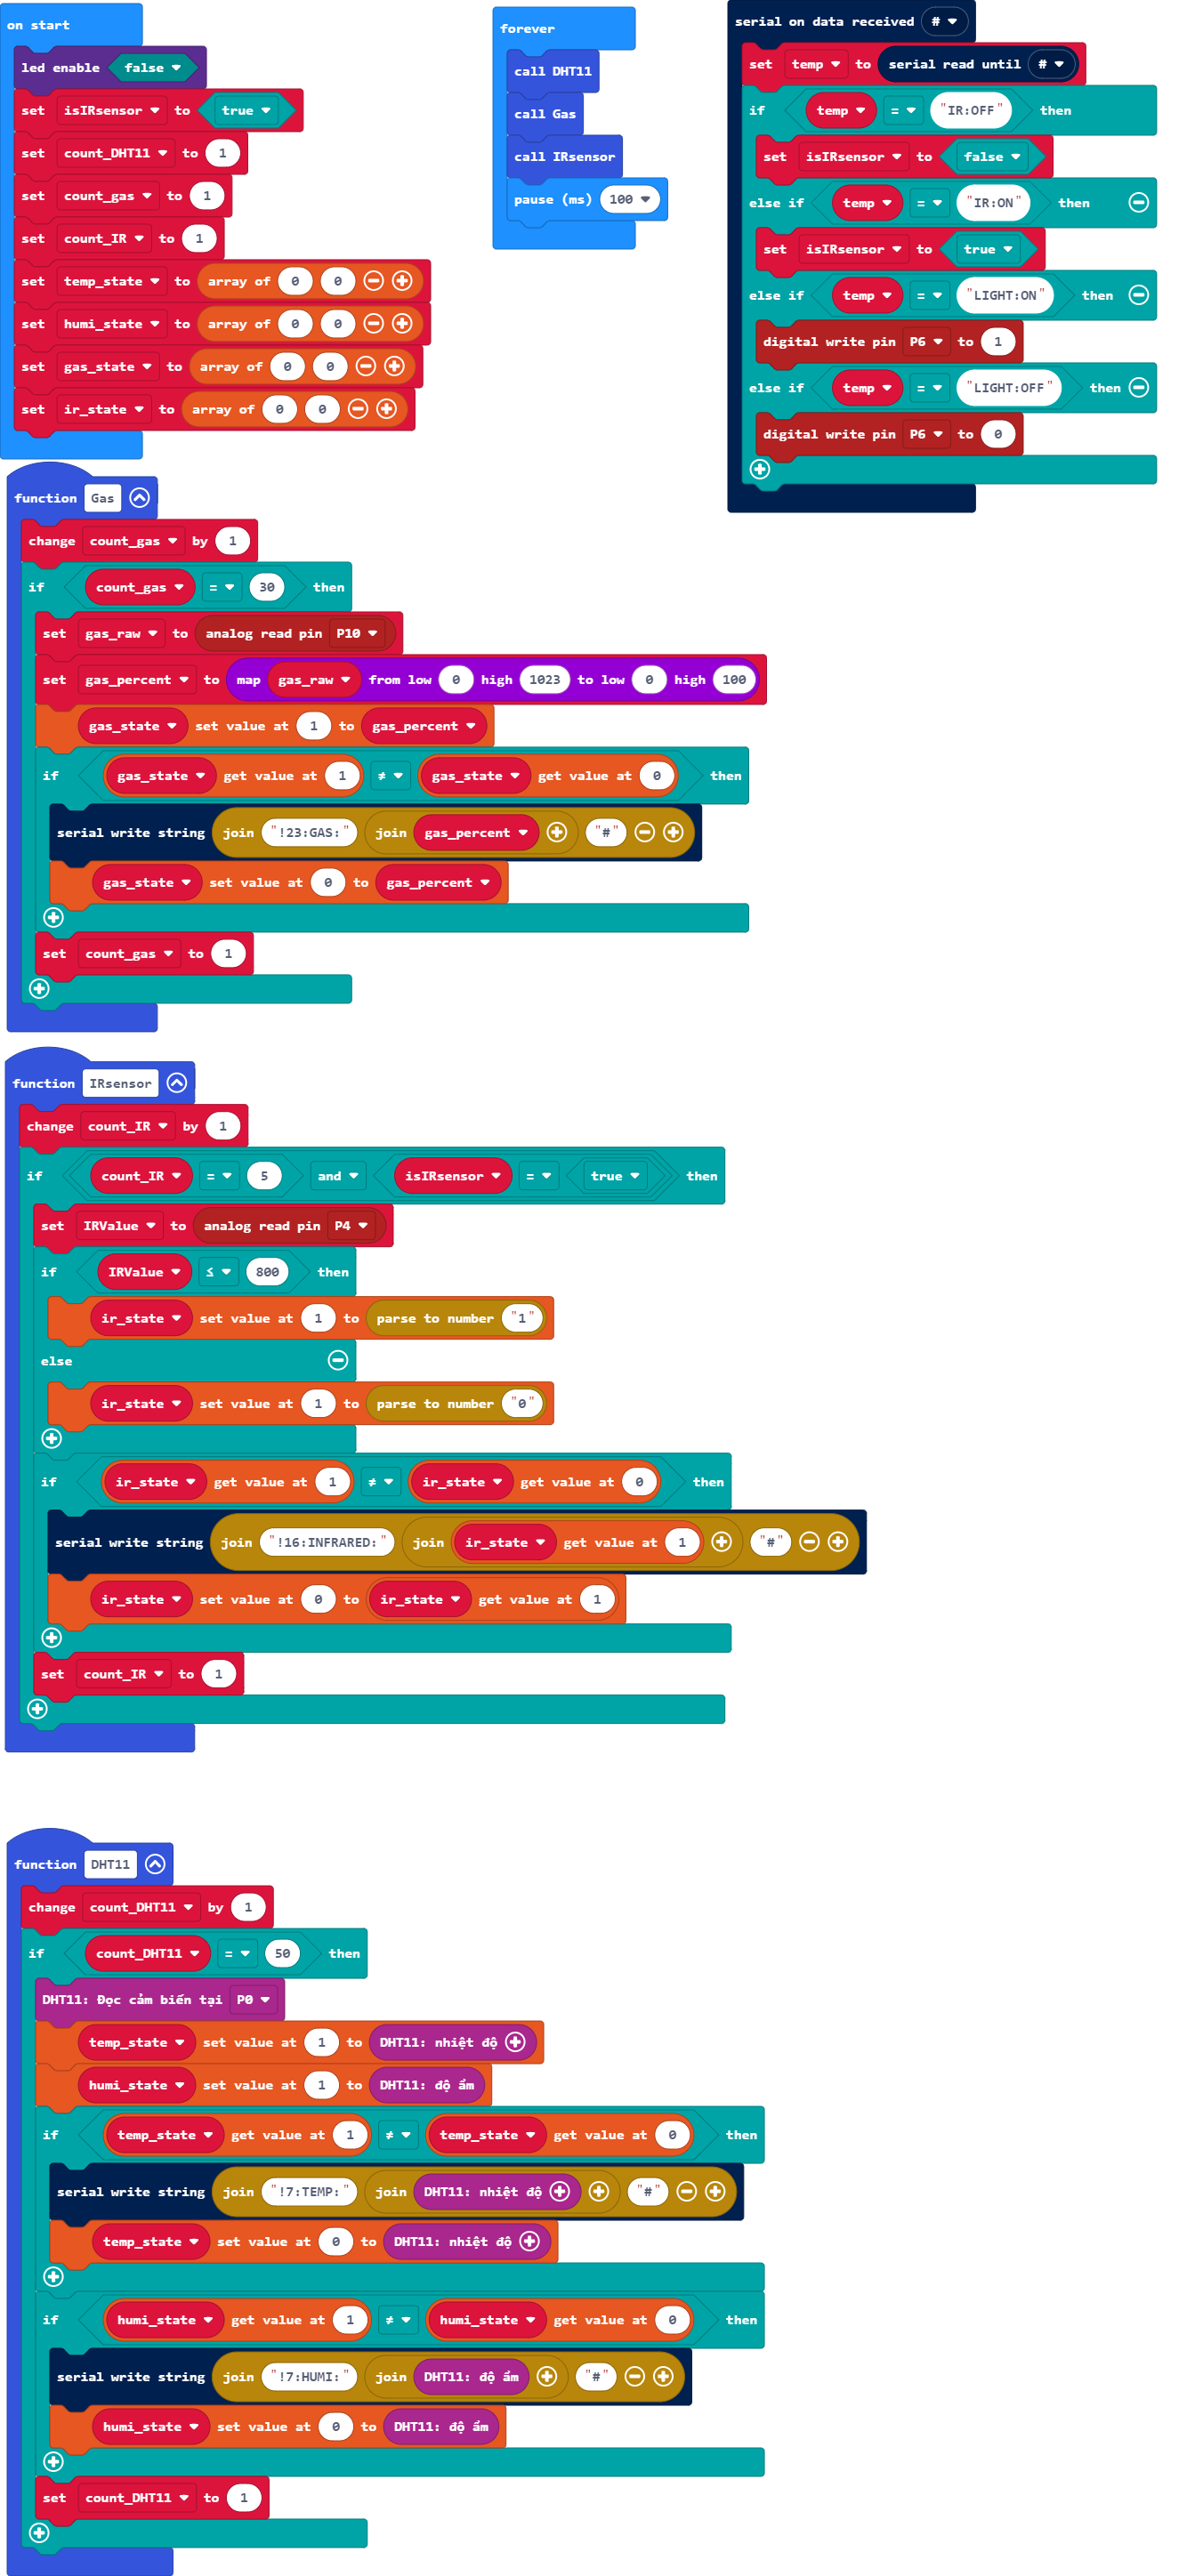 on start
led enable false
set isIRsensor to true
set count_DHT11 to 1
set count_gas to 1
set count_IR to 1
set temp_state to array of 0 0
set humi_state to array of 0 0
set gas_state to array of 0 0
set ir_state to array of 0 0
forever
call DHT11
call Gas
call IRsensor
pause (ms) 100
serial on data received #
set temp to serial read until #
if temp = "IR:OFF" then
set isIRsensor to false
else if temp = "IR:ON" then
set isIRsensor to true
else if temp = "LIGHT:ON" then
digital write pin P6 to 1
else if temp = "LIGHT:OFF" then
digital write pin P6 to 0
function Gas
change count_gas by 1
if count_gas = 30 then
set gas_raw to analog read pin P10
set gas_percent to map gas_raw from low 0 high 1023 to low 0 high 100
gas_state set value at 1 to gas_percent
if gas_state get value at 1 ≠ gas_state get value at 0 then
serial write string join "!23:GAS:" join gas_percent "#"
gas_state set value at 0 to gas_percent
set count_gas to 1
function IRsensor
change count_IR by 1
if count_IR = 5 and isIRsensor = true then
set IRValue to analog read pin P4
if IRValue ≤ 800 then
ir_state set value at 1 to parse to number "1"
else
ir_state set value at 1 to parse to number "0"
if ir_state get value at 1 ≠ ir_state get value at 0 then
serial write string join "!16:INFRARED:" join ir_state get value at 1 "#"
ir_state set value at 0 to ir_state get value at 1
set count_IR to 1
function DHT11
change count_DHT11 by 1
if count_DHT11 = 50 then
DHT11: Đọc cảm biến tại P0
temp_state set value at 1 to DHT11: nhiệt độ
humi_state set value at 1 to DHT11: độ ẩm
if temp_state get value at 1 ≠ temp_state get value at 0 then
serial write string join "!7:TEMP:" join DHT11: nhiệt độ "#"
temp_state set value at 0 to DHT11: nhiệt độ
if humi_state get value at 1 ≠ humi_state get value at 0 then
serial write string join "!7:HUMI:" join DHT11: độ ẩm "#"
humi_state set value at 0 to DHT11: độ ẩm
set count_DHT11 to 1